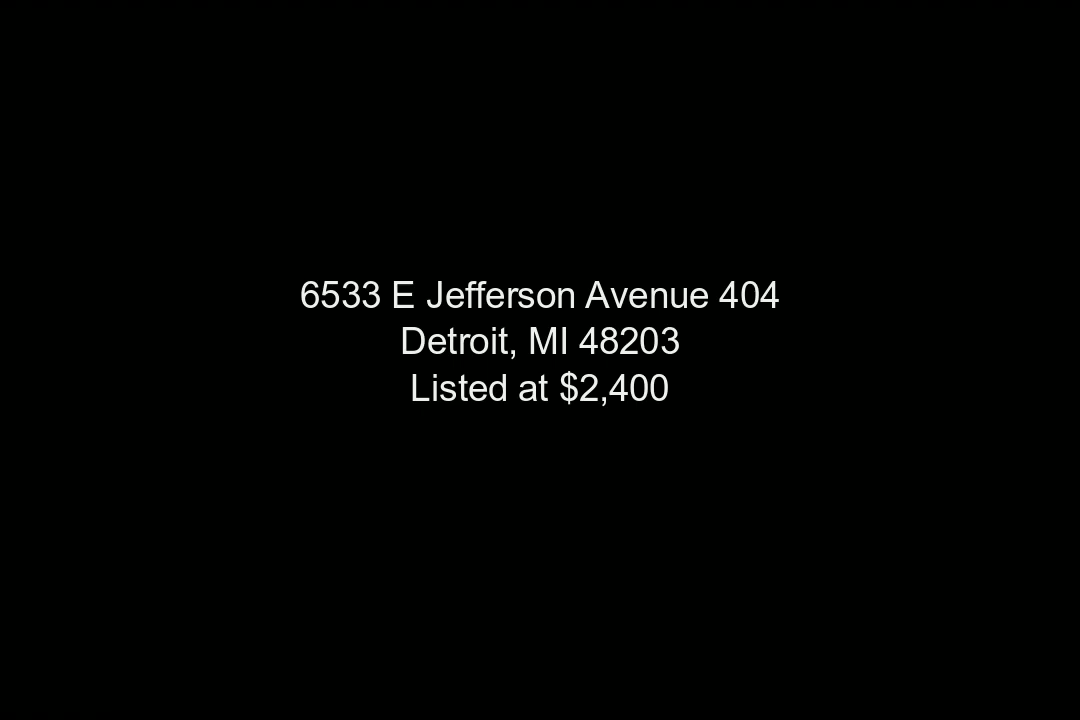 6533 E Jefferson Avenue 404
Detroit, MI 48203
Listed at $2,400